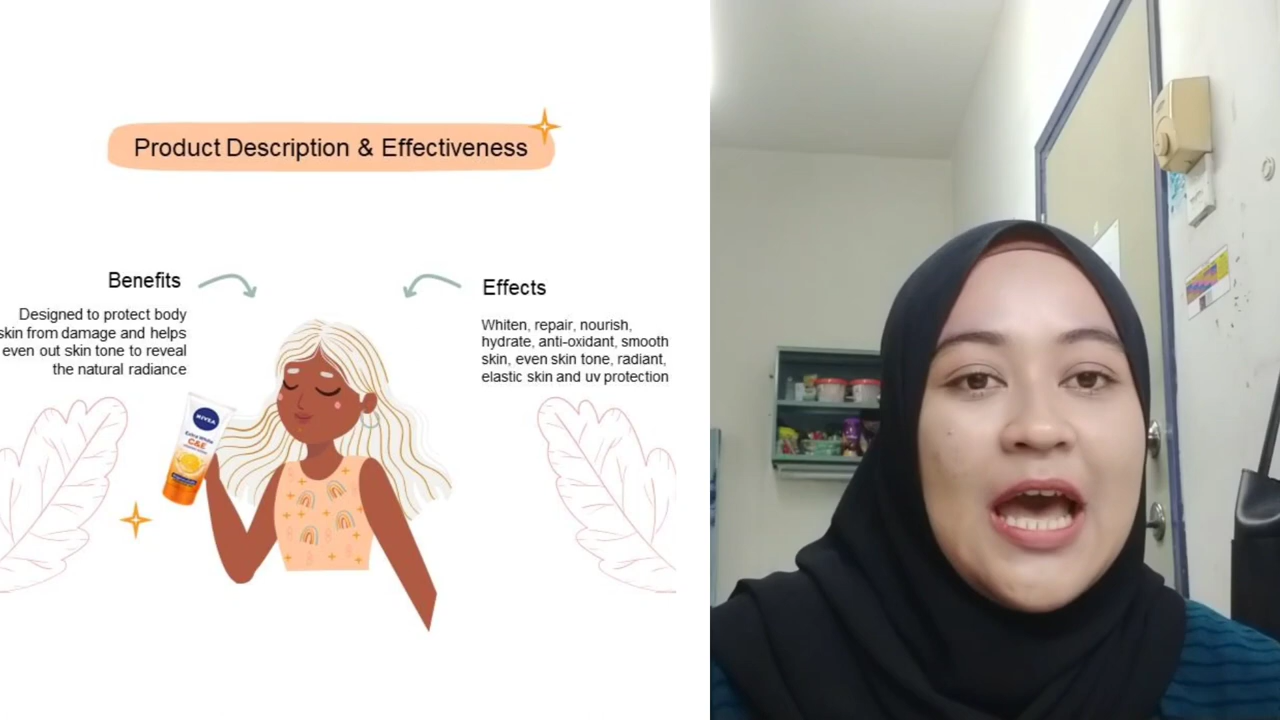 Product Description & Effectiveness
Benefits
Designed to protect body
skin from damage and helps
even out skin tone to reveal
the natural radiance
Effects
Whiten, repair, nourish,
hydrate, anti-oxidant, smooth
skin, even skin tone, radiant,
elastic skin and uv protection
NIVEA
Extra White
C&E